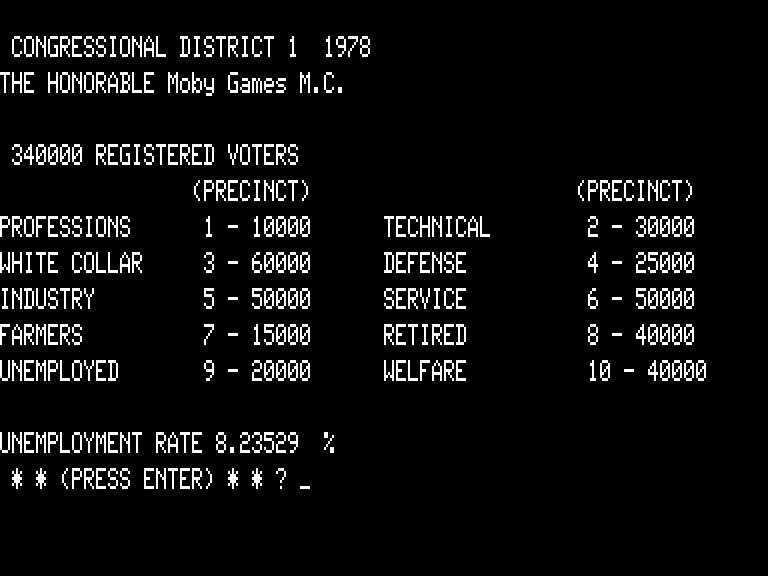 CONGRESSIONAL DISTRICT 1  1978
THE HONORABLE Moby Games M.C.
340000 REGISTERED VOTERS
(PRECINCT) (PRECINCT)
PROFESSIONS 1 - 10000 TECHNICAL 2 - 30000
WHITE COLLAR 3 - 60000 DEFENSE 4 - 25000
INDUSTRY 5 - 50000 SERVICE 6 - 50000
FARMERS 7 - 15000 RETIRED 8 - 40000
UNEMPLOYED 9 - 20000 WELFARE 10 - 40000
UNEMPLOYMENT RATE 8.23529  %
* * (PRESS ENTER) * * ? _